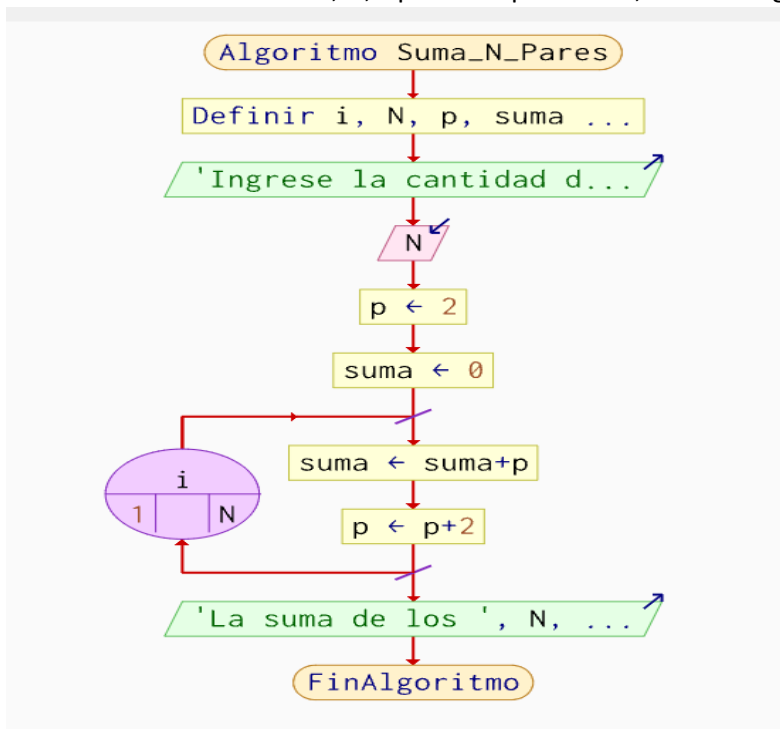 Algoritmo Suma_N_Pares
Definir i, N, p, suma ...
'Ingrese la cantidad d...
N
p ← 2
suma ← 0
suma ← suma+p
i
1 N
p ← p+2
'La suma de los ', N, ...
FinAlgoritmo